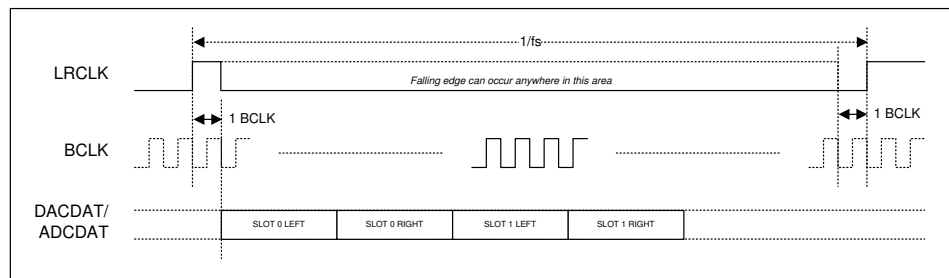 1/fs
LRCLK
Falling edge can occur anywhere in this area
1 BCLK
1 BCLK
BCLK
DACDAT/
ADCDAT
SLOT 0 LEFT
SLOT 0 RIGHT
SLOT 1 LEFT
SLOT 1 RIGHT